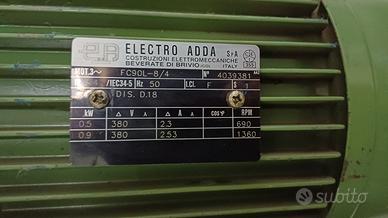 ELECTRO ADDA SpA
COSTRUZIONI ELETTROMECCANICHE
BEVERATE DI BRIVIO (CO) ITALY
MOT. 3~ FC90L-8/4 N° 4039381
/IEC34-5 Hz 50 I.Cl. F S 1
DIS. D.18
kW Δ V Δ A cos φ RPM
0.5 380 2.3 690
0.9 380 2.53 1360
subito